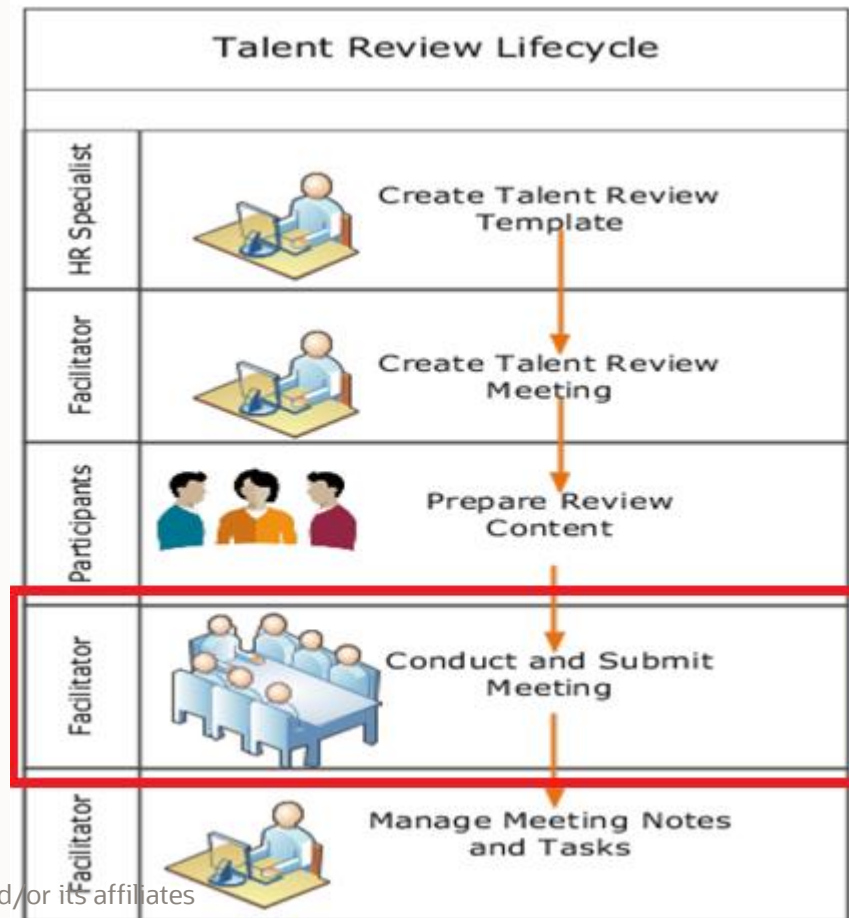 Talent Review Lifecycle
HR Specialist
Create Talent Review
Template
Facilitator
Create Talent Review
Meeting
Participants
Prepare Review
Content
Facilitator
Conduct and Submit
Meeting
Facilitator
Manage Meeting Notes
and Tasks
d/or its affiliates